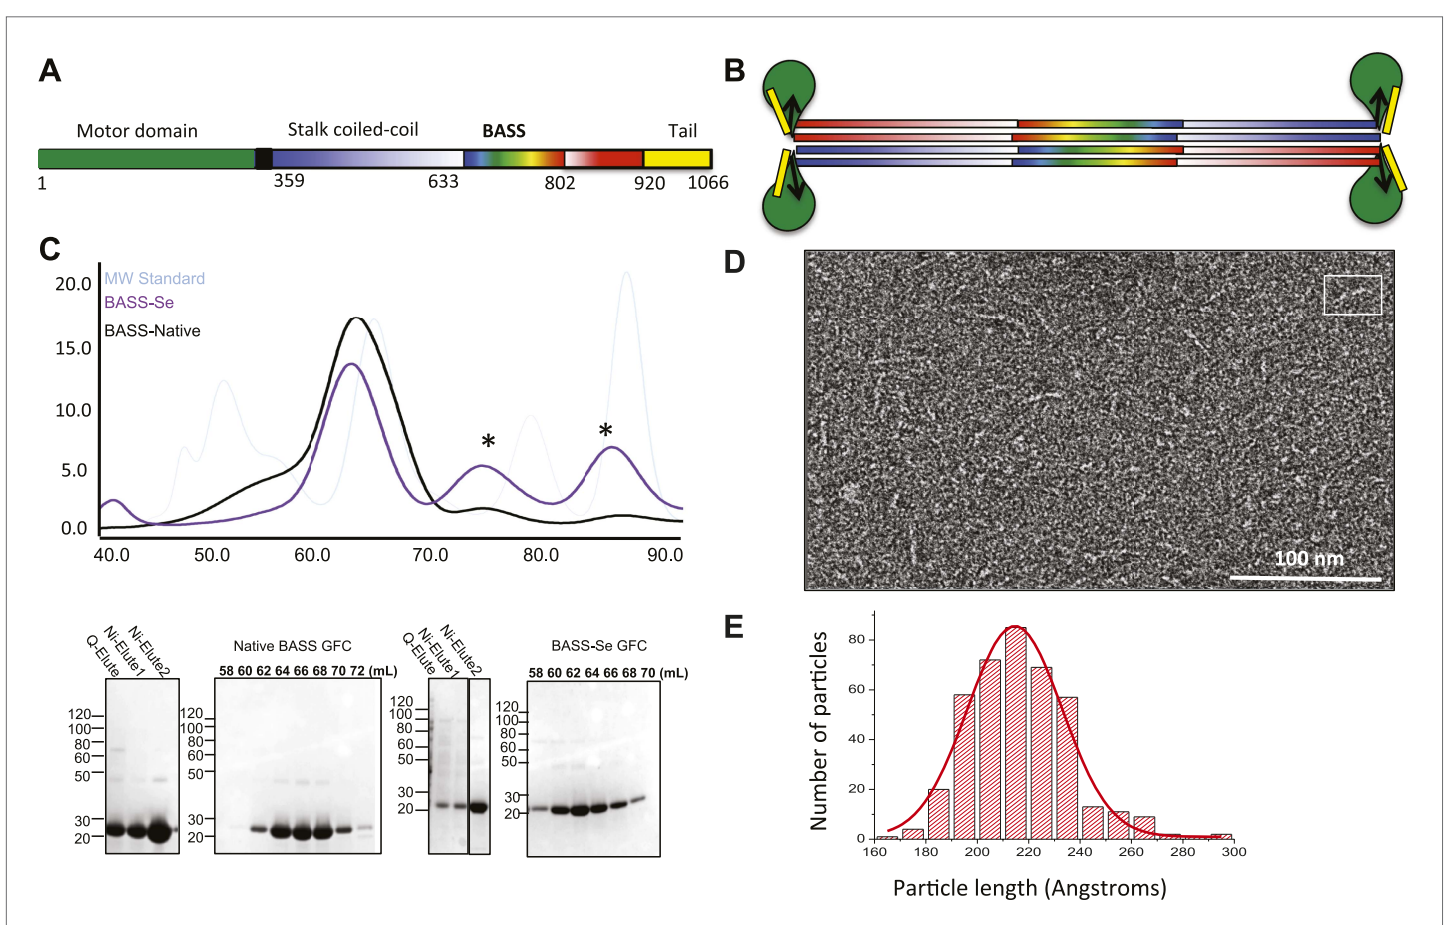 A
Motor domain
Stalk coiled-coil
BASS
Tail
1
359
633
802
920
1066
B
C
20.0
15.0
10.0
5.0
0.0
MW Standard
BASS-Se
BASS-Native
*
*
40.0 50.0 60.0 70.0 80.0 90.0
D
100 nm
Q-Elute
Ni-Elute1
Ni-Elute2
120
100
80
60
50
30
20
Native BASS GFC
58 60 62 64 66 68 70 72 (mL)
120
100
80
60
50
30
20
Q-Elute
Ni-Elute1
Ni-Elute2
120
100
80
60
50
30
20
BASS-Se GFC
58 60 62 64 66 68 70 (mL)
120
100
80
60
50
30
20
E
Number of particles
80
60
40
20
0
160 180 200 220 240 260 280 300
Particle length (Angstroms)